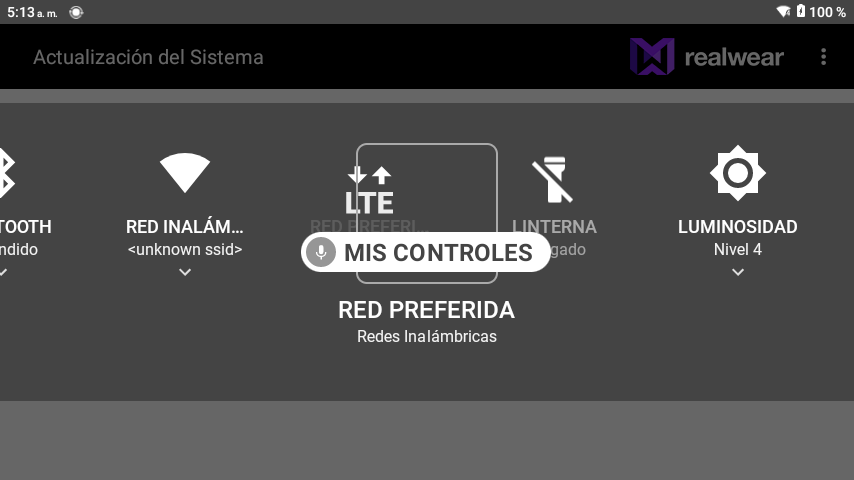 5:13 a. m.
100 %
Actualización del Sistema
realwear
TOOTH
ndido
RED INALÁM...
<unknown ssid>
LTE
RED PREFERI...
LINTERNA
gado
LUMINOSIDAD
Nivel 4
MIS CONTROLES
RED PREFERIDA
Redes Inalámbricas